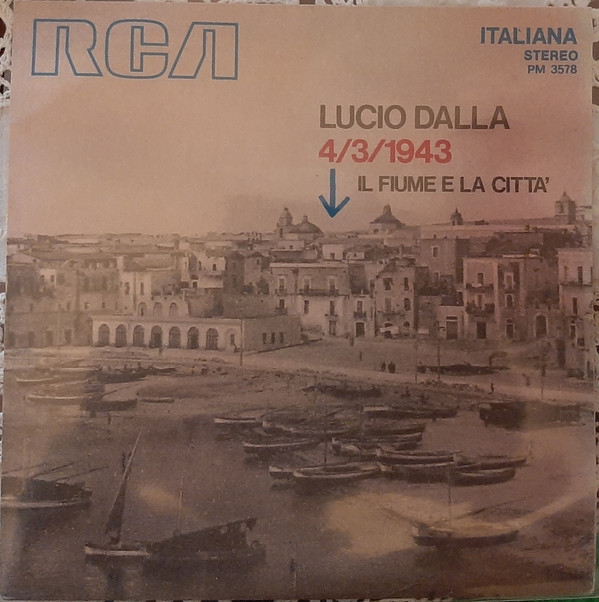 RCA
ITALIANA
STEREO
PM 3578
LUCIO DALLA
4/3/1943
IL FIUME E LA CITTA'